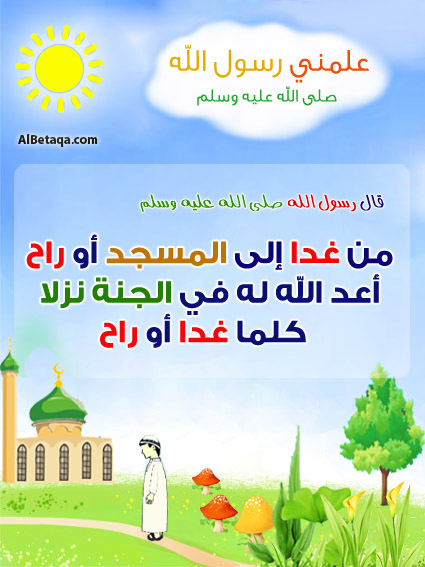 علمني رسول الله
صلى الله عليه وسلم
AlBetaqa.com
قال رسول الله صلى الله عليه وسلم
من غدا إلى المسجد أو راح
أعد الله له في الجنة نزلا
كلما غدا أو راح